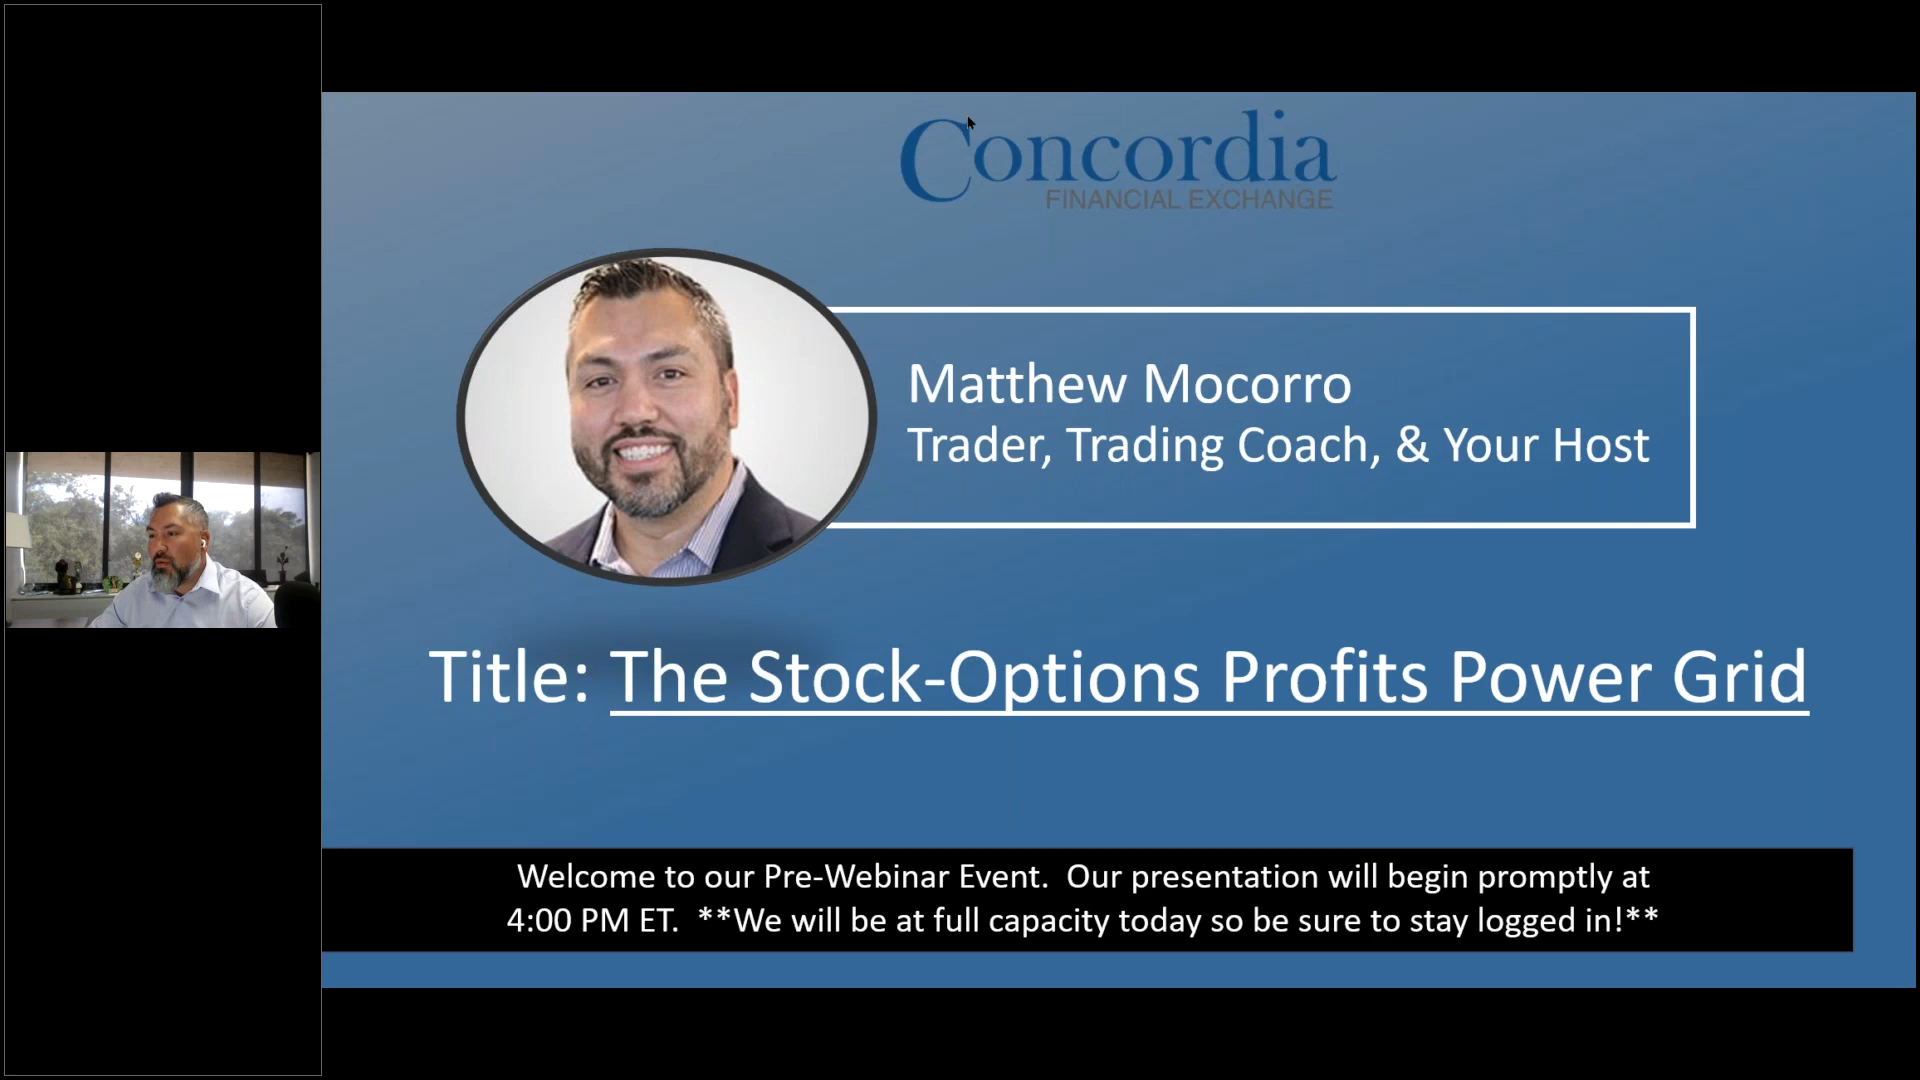 Concordia
FINANCIAL EXCHANGE
Matthew Mocorro
Trader, Trading Coach, & Your Host
Title: The Stock-Options Profits Power Grid
Welcome to our Pre-Webinar Event.  Our presentation will begin promptly at
4:00 PM ET.  **We will be at full capacity today so be sure to stay logged in!**